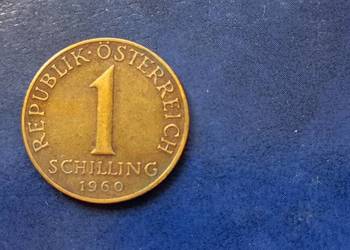 REPUBLIK·ÖSTERREICH
1
SCHILLING
1960